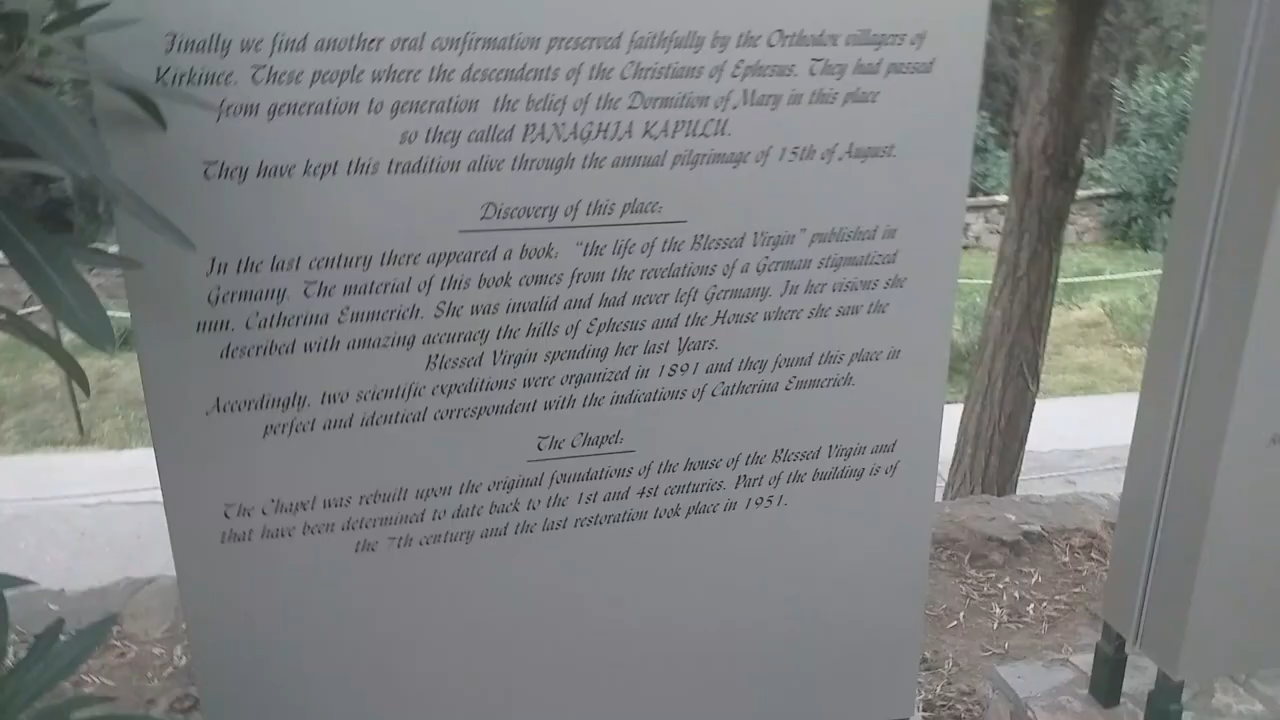 Finally we find another oral confirmation preserved faithfully by the Orthodox villagers of
Kirkinee. These people where the descendents of the Christians of Ephesus. They had passed
from generation to generation the belief of the Dormition of Mary in this place
so they called PANAGHIA KAPULU.
They have kept this tradition alive through the annual pilgrimage of 15th of August.
Discovery of this place:
In the last century there appeared a book: "the life of the Blessed Virgin" published in
Germany. The material of this book comes from the revelations of a German stigmatized
nun, Catherina Emmerich. She was invalid and had never left Germany. In her visions she
described with amazing accuracy the hills of Ephesus and the House where she saw the
Blessed Virgin spending her last Years.
Accordingly, two scientific expeditions were organized in 1891 and they found this place in
perfect and identical correspondent with the indications of Catherina Emmerich.
The Chapel:
The Chapel was rebuilt upon the original foundations of the house of the Blessed Virgin and
that have been determined to date back to the 1st and 4st centuries. Part of the building is of
the 7th century and the last restoration took place in 1951.